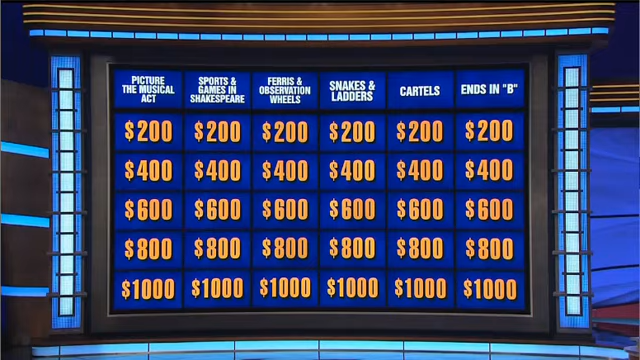 PICTURE
THE MUSICAL
ACT
SPORTS &
GAMES IN
SHAKESPEARE
FERRIS &
OBSERVATION
WHEELS
SNAKES &
LADDERS
CARTELS
ENDS IN "B"
$200 $200 $200 $200 $200 $200
$400 $400 $400 $400 $400 $400
$600 $600 $600 $600 $600 $600
$800 $800 $800 $800 $800 $800
$1000 $1000 $1000 $1000 $1000 $1000